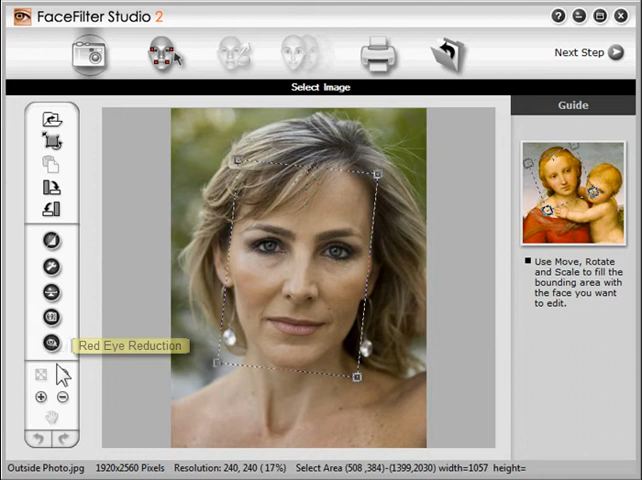 FaceFilter Studio 2
Next Step
Select Image
Guide
Use Move, Rotate
and Scale to fill the
bounding area with
the face you want
to edit.
Red Eye Reduction
Outside Photo.jpg 1920x2560 Pixels Resolution: 240, 240 ( 17%) Select Area (508 ,384)-(1399,2030) width=1057 height=